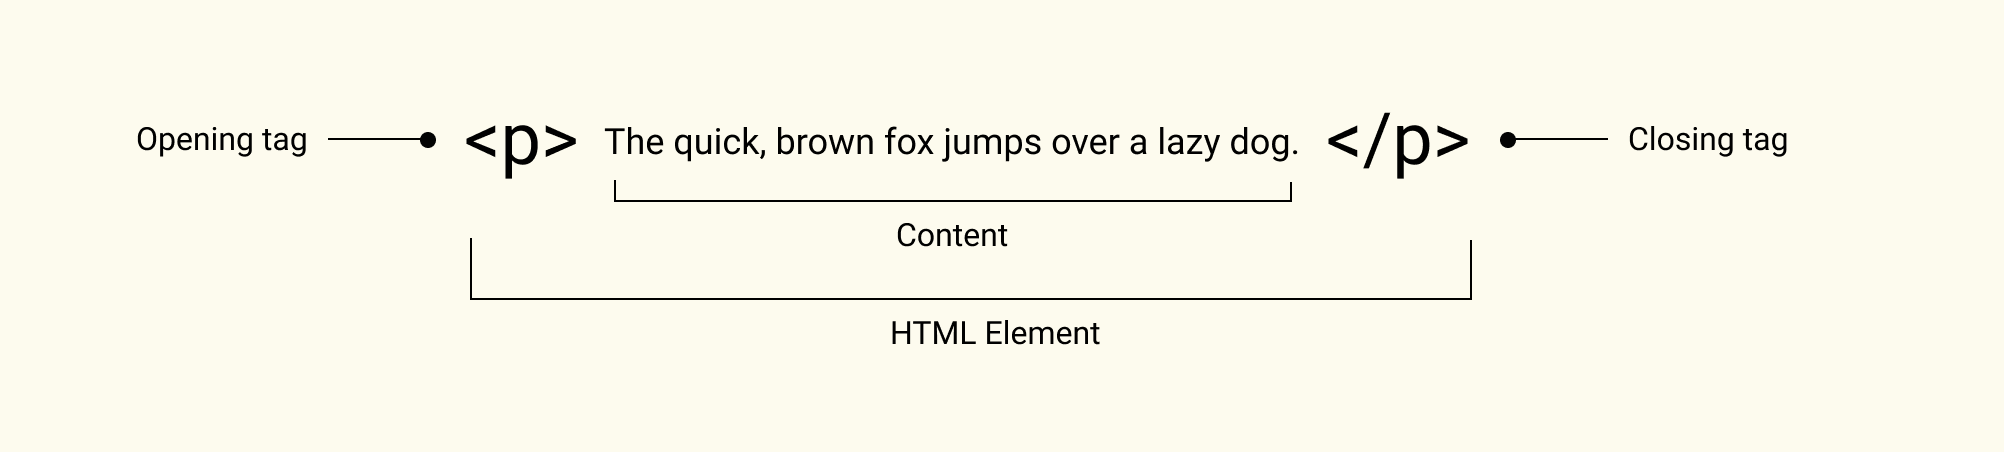 Opening tag <p> The quick, brown fox jumps over a lazy dog. </p> Closing tag
Content
HTML Element